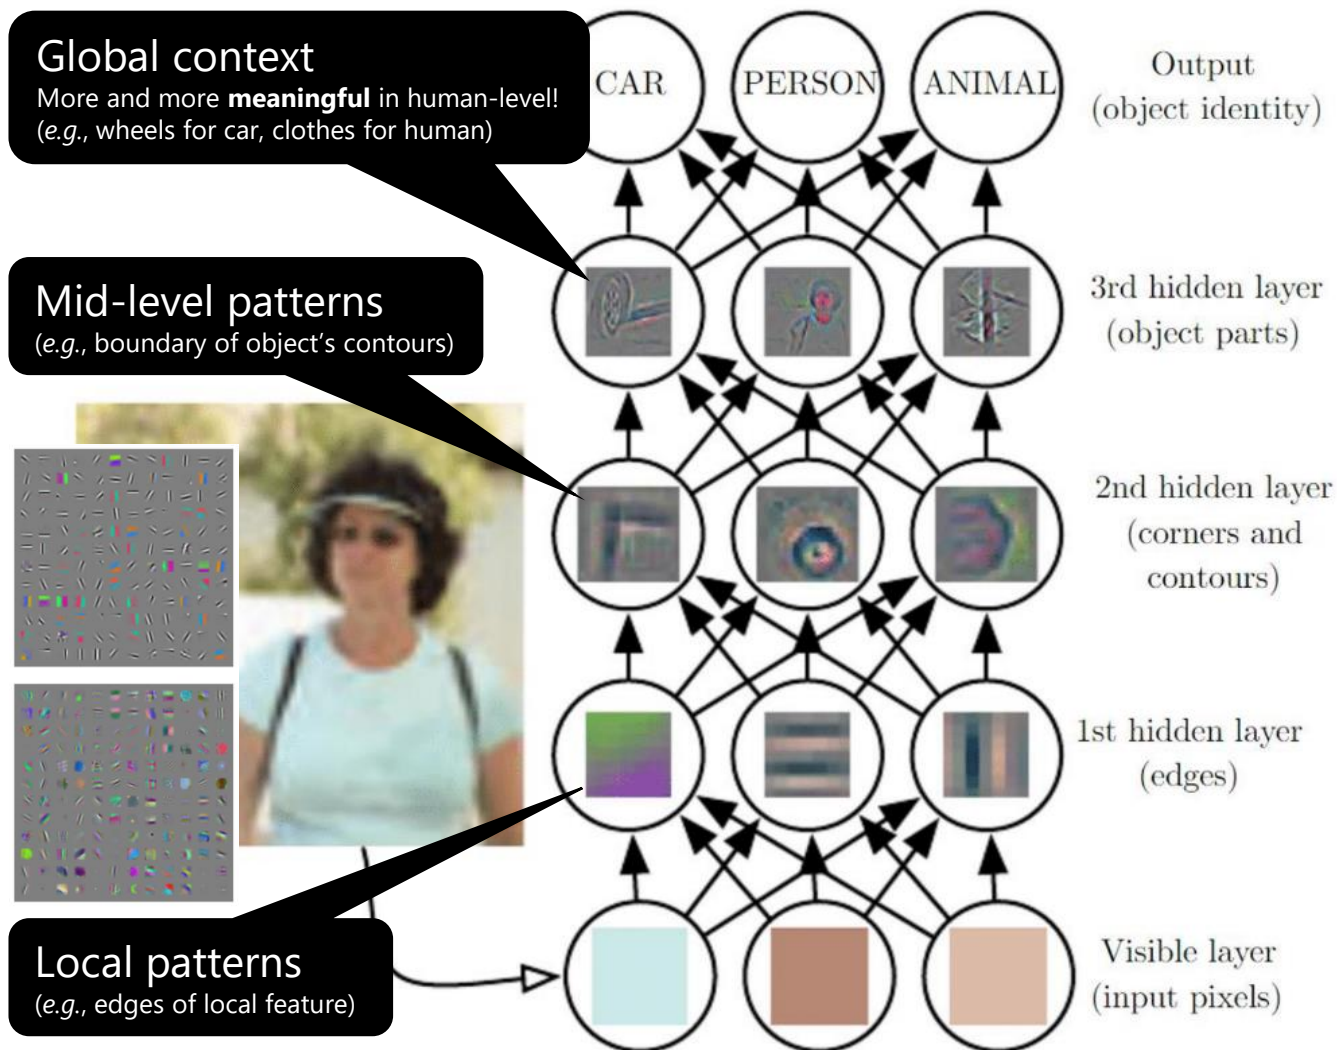 Global context
More and more meaningful in human-level!
(e.g., wheels for car, clothes for human)
CAR
PERSON
ANIMAL
Output
(object identity)
Mid-level patterns
(e.g., boundary of object’s contours)
3rd hidden layer
(object parts)
2nd hidden layer
(corners and
contours)
1st hidden layer
(edges)
Local patterns
(e.g., edges of local feature)
Visible layer
(input pixels)